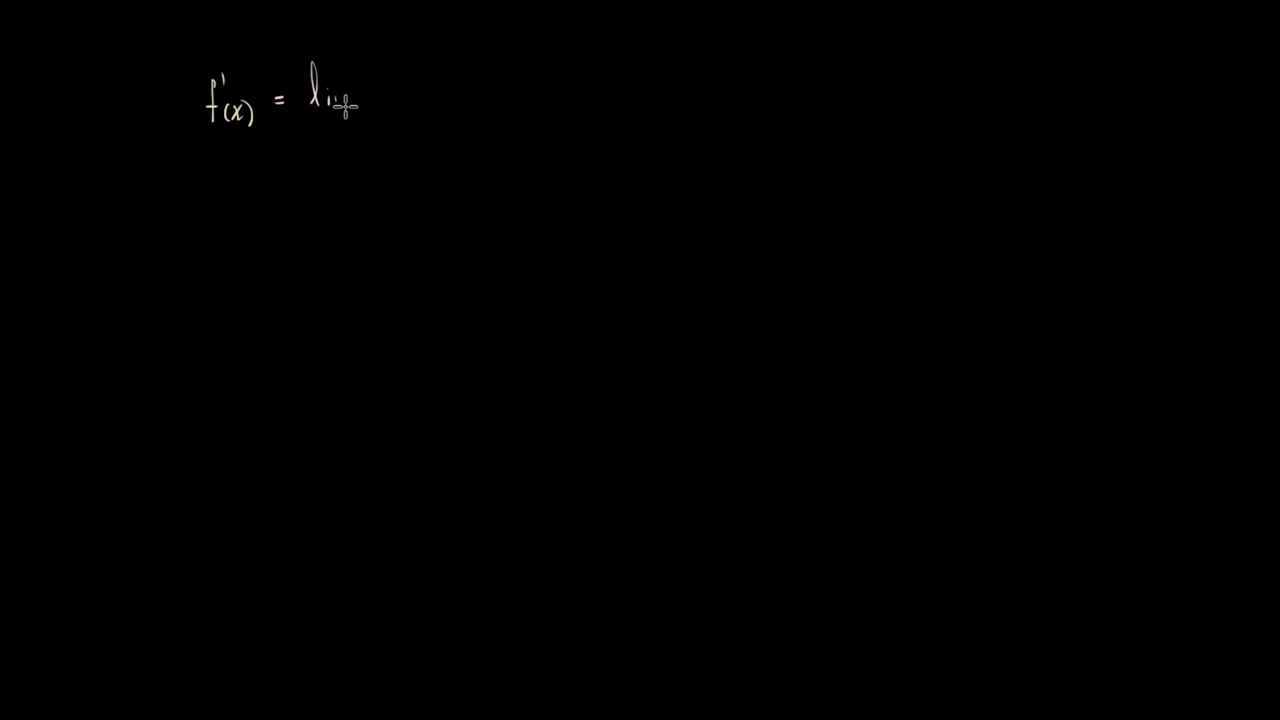 f'(x) = li